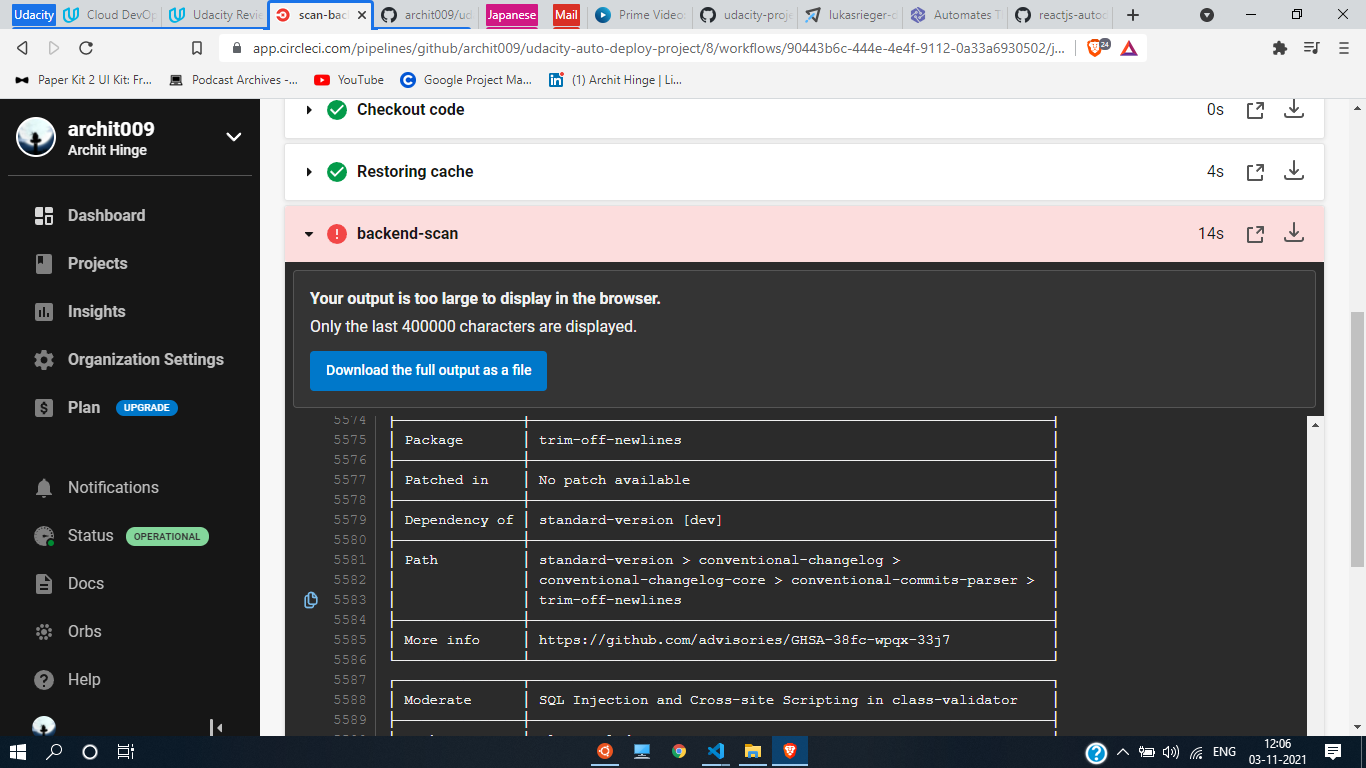 Udacity
Cloud DevOp
Udacity Revie
scan-bac
archit009/ud
Japanese
Mail
Prime Video:
udacity-proje
lukasrieger-o
Automates T
reactjs-autod
app.circleci.com/pipelines/github/archit009/udacity-auto-deploy-project/8/workflows/90443b6c-444e-4e4f-9112-0a33a6930502/j...
24
Paper Kit 2 UI Kit: Fr...
Podcast Archives -...
YouTube
Google Project Ma...
(1) Archit Hinge | Li...
archit009
Archit Hinge
Dashboard
Projects
Insights
Organization Settings
Plan UPGRADE
Notifications
Status OPERATIONAL
Docs
Orbs
Help
Checkout code 0s
Restoring cache 4s
backend-scan 14s
Your output is too large to display in the browser.
Only the last 400000 characters are displayed.
Download the full output as a file
5574
5575 Package trim-off-newlines
5576
5577 Patched in No patch available
5578
5579 Dependency of standard-version [dev]
5580
5581 Path standard-version > conventional-changelog >
5582 conventional-changelog-core > conventional-commits-parser >
5583 trim-off-newlines
5584
5585 More info https://github.com/advisories/GHSA-38fc-wpqx-33j7
5586
5587
5588 Moderate SQL Injection and Cross-site Scripting in class-validator
5589
ENG
12:06
03-11-2021